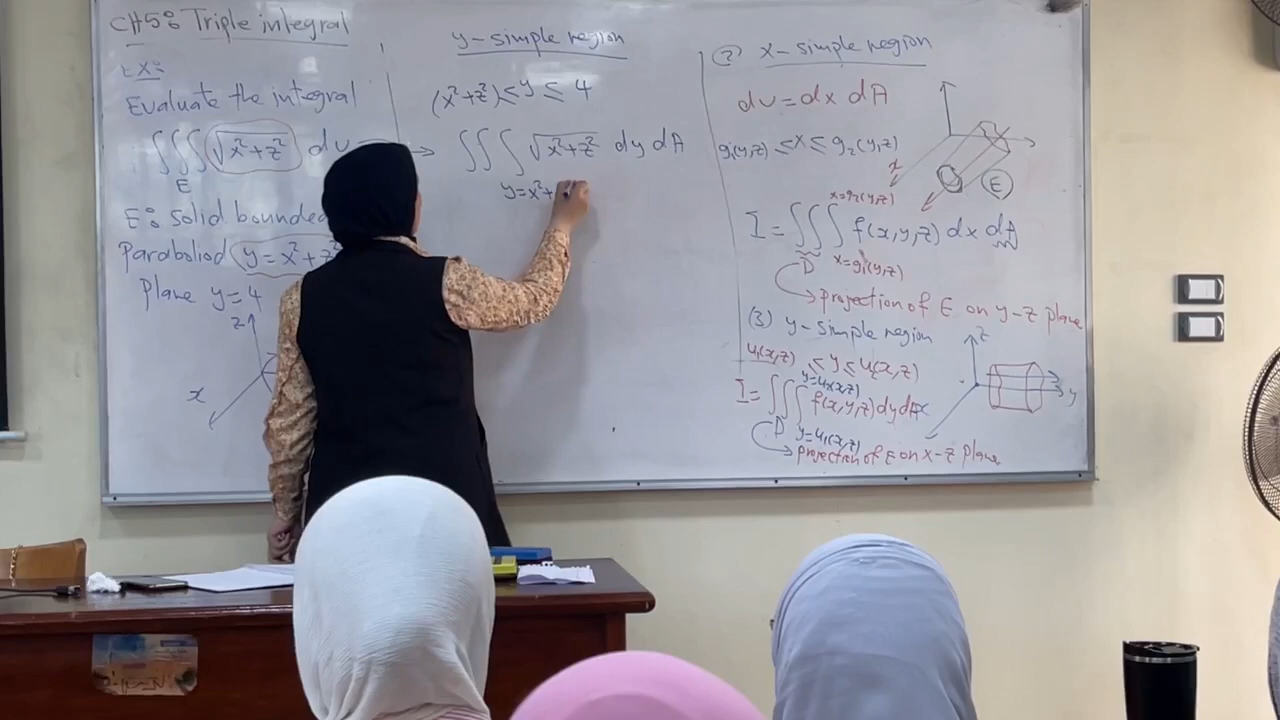 CH5: Triple integral
EX:
Evaluate the integral
∭ √x²+z² dv
E
E: Solid bounded
Parabolid y=x²+z²
Plane y=4
z
x
y-simple region
(x²+z²) ≤ y ≤ 4
→ ∭ √x²+z² dy dA
y=x²+
(2) x-simple region
dv = dx dA
g₁(y,z) ≤ x ≤ g₂(y,z)
x
E
x=g₂(y,z)
I = ∭ f(x,y,z) dx dA
D x=g₁(y,z)
projection of E on y-z plane
(3) y-simple region
z
u₁(x,z) ≤ y ≤ u₂(x,z)
y=u₂(x,z)
I = ∭ f(x,y,z) dy dA
y
D y=u₁(x,z)
projection of E on x-z plane